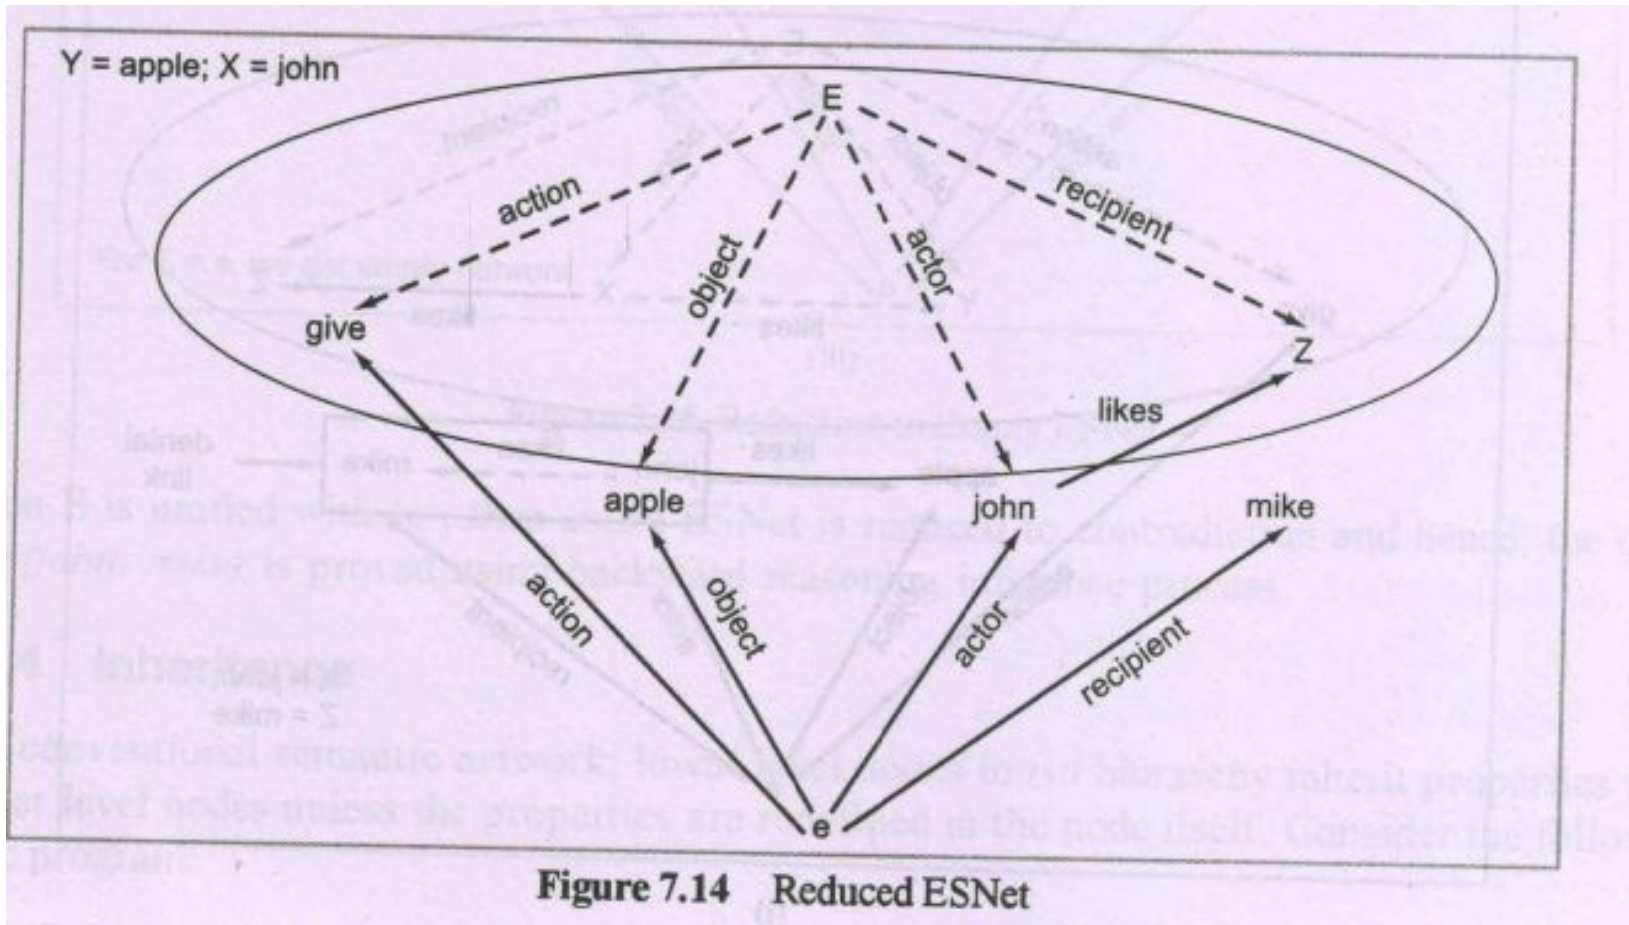 Y = apple; X = john
E
action
recipient
object
actor
give
Z
likes
apple
john
mike
action
object
actor
recipient
e
Figure 7.14 Reduced ESNet